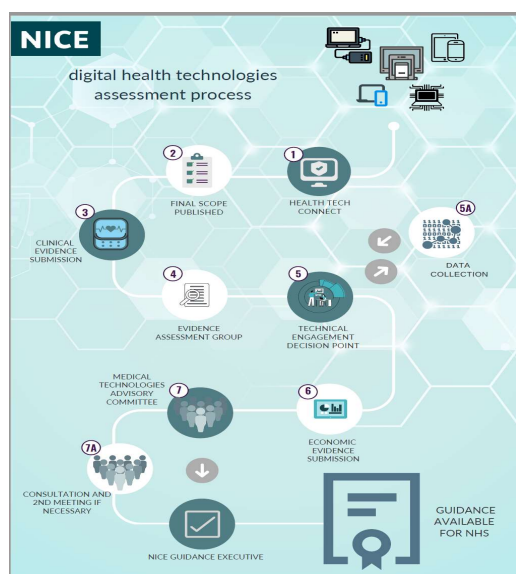 NICE
digital health technologies
assessment process
1
HEALTH TECH
CONNECT
2
FINAL SCOPE
PUBLISHED
3
CLINICAL
EVIDENCE
SUBMISSION
4
EVIDENCE
ASSESSMENT GROUP
5
TECHNICAL
ENGAGEMENT
DECISION POINT
5A
DATA
COLLECTION
6
ECONOMIC
EVIDENCE
SUBMISSION
MEDICAL
TECHNOLOGIES
ADVISORY
COMMITTEE
7
7A
CONSULTATION AND
2ND MEETING IF
NECESSARY
NICE GUIDANCE EXECUTIVE
GUIDANCE
AVAILABLE
FOR NHS